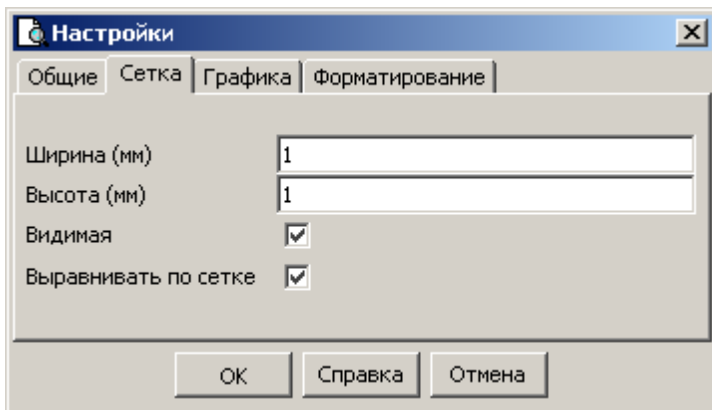 Настройки
Общие Сетка Графика Форматирование
Ширина (мм) 1
Высота (мм) 1
Видимая
Выравнивать по сетке
OK Справка Отмена